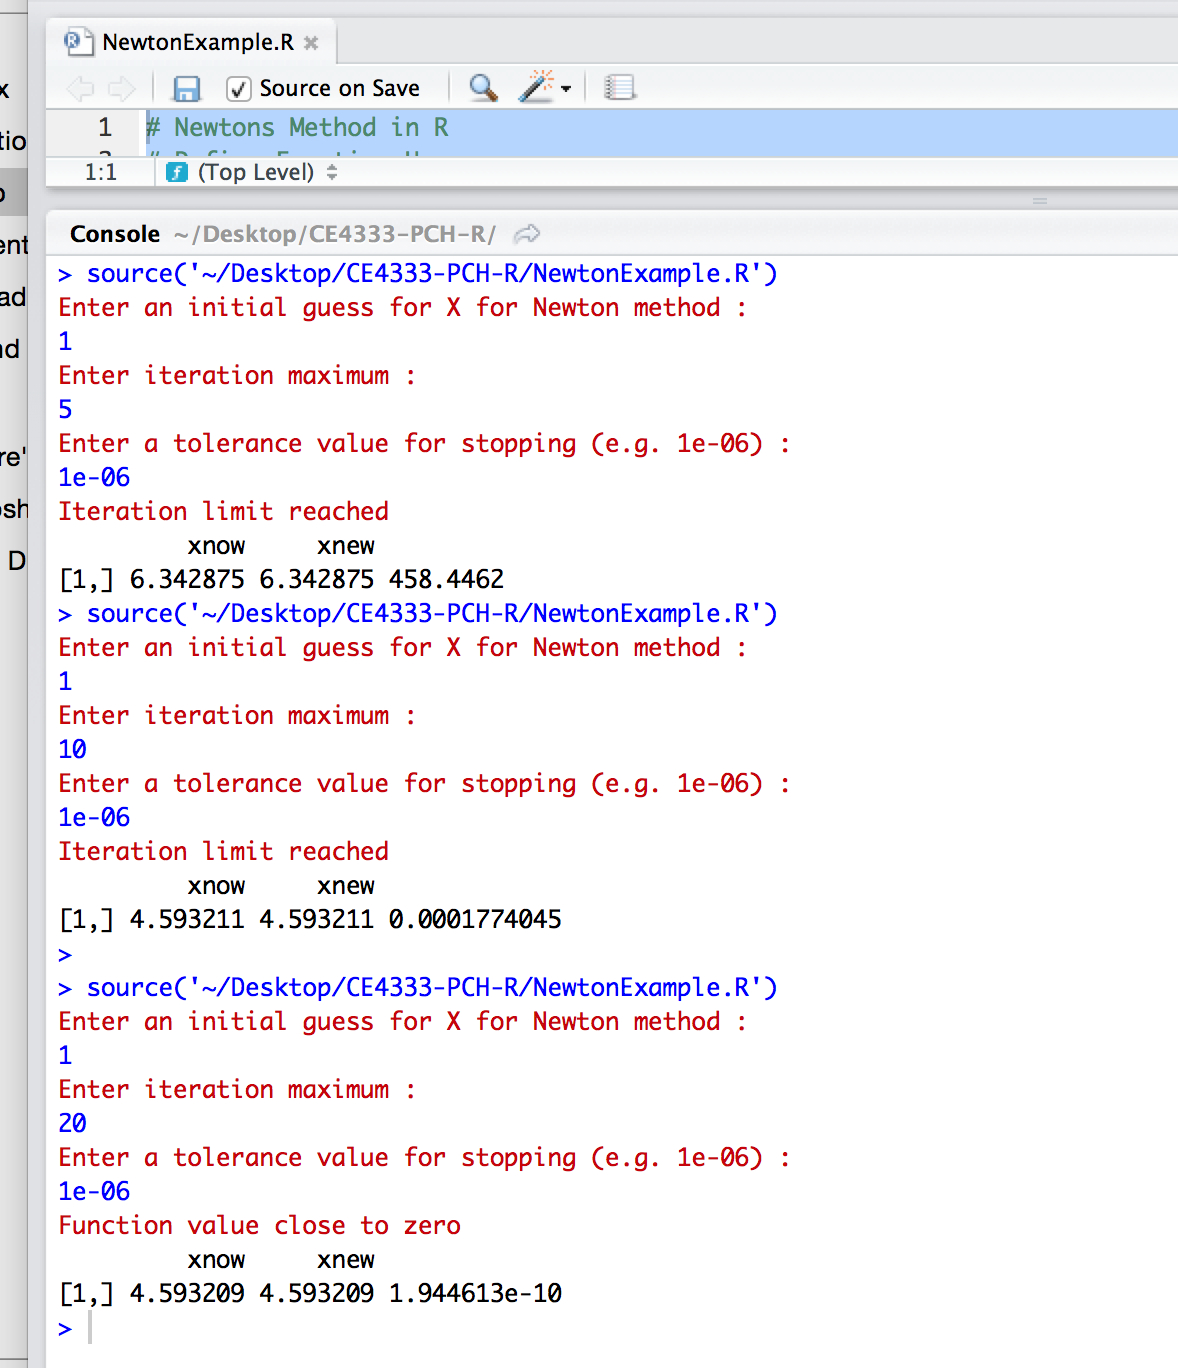 NewtonExample.R
Source on Save
1 # Newtons Method in R
1:1 (Top Level)
Console ~/Desktop/CE4333-PCH-R/
> source('~/Desktop/CE4333-PCH-R/NewtonExample.R')
Enter an initial guess for X for Newton method :
1
Enter iteration maximum :
5
Enter a tolerance value for stopping (e.g. 1e-06) :
1e-06
Iteration limit reached
xnow xnew
[1,] 6.342875 6.342875 458.4462
> source('~/Desktop/CE4333-PCH-R/NewtonExample.R')
Enter an initial guess for X for Newton method :
1
Enter iteration maximum :
10
Enter a tolerance value for stopping (e.g. 1e-06) :
1e-06
Iteration limit reached
xnow xnew
[1,] 4.593211 4.593211 0.0001774045
>
> source('~/Desktop/CE4333-PCH-R/NewtonExample.R')
Enter an initial guess for X for Newton method :
1
Enter iteration maximum :
20
Enter a tolerance value for stopping (e.g. 1e-06) :
1e-06
Function value close to zero
xnow xnew
[1,] 4.593209 4.593209 1.944613e-10
>